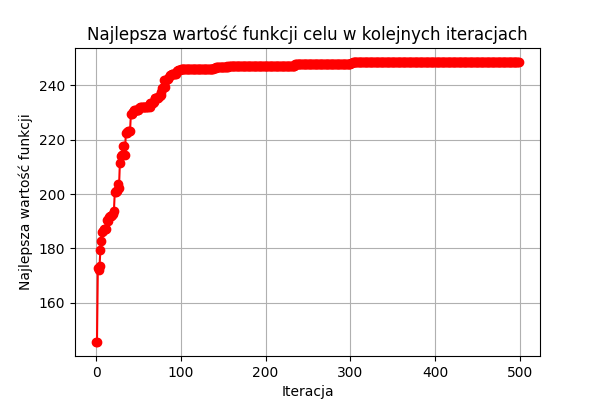 Najlepsza wartość funkcji celu w kolejnych iteracjach
Najlepsza wartość funkcji
240
220
200
180
160
0 100 200 300 400 500
Iteracja